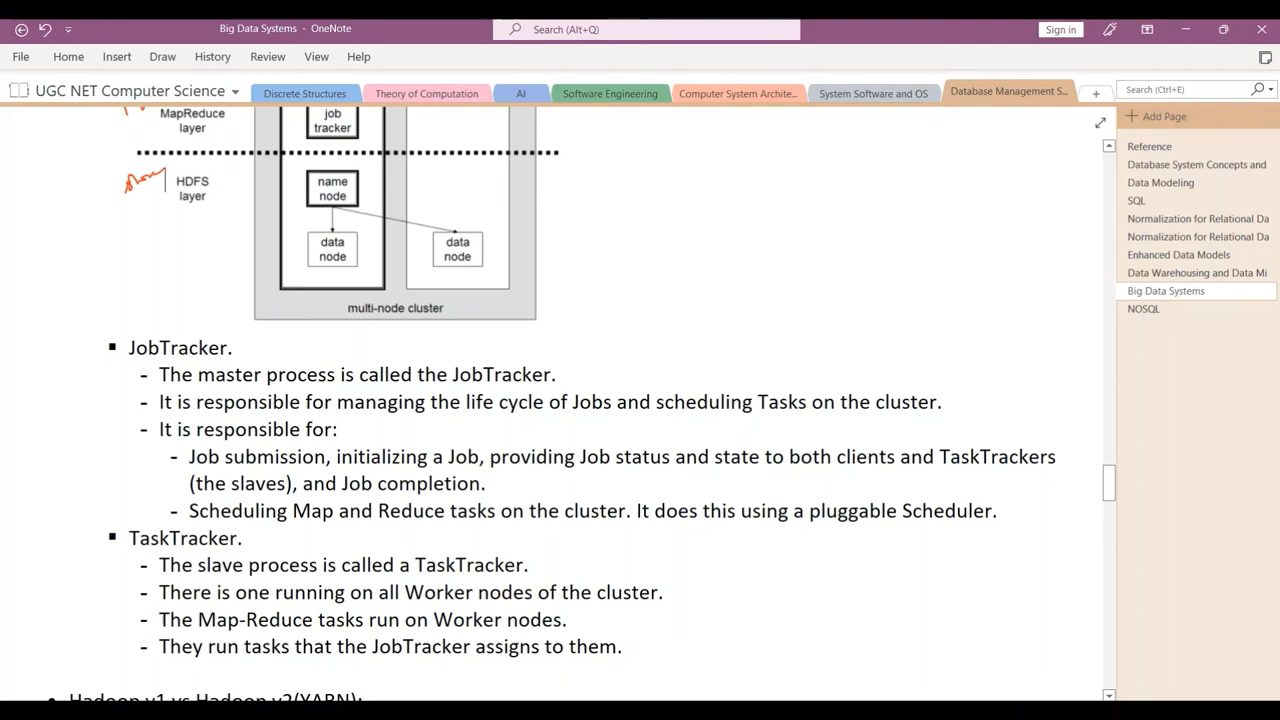 Big Data Systems - OneNote
Search (Alt+Q)
Sign in
File Home Insert Draw History Review View Help
UGC NET Computer Science
Discrete Structures Theory of Computation AI Software Engineering Computer System Archite... System Software and OS Database Management S...
Search (Ctrl+E)
Add Page
Reference
Database System Concepts and
Data Modeling
SQL
Normalization for Relational Da
Normalization for Relational Da
Enhanced Data Models
Data Warehousing and Data Mi
Big Data Systems
NOSQL
MapReduce
layer
job
tracker
HDFS
layer
name
node
data
node
data
node
multi-node cluster
▪ JobTracker.
- The master process is called the JobTracker.
- It is responsible for managing the life cycle of Jobs and scheduling Tasks on the cluster.
- It is responsible for:
- Job submission, initializing a Job, providing Job status and state to both clients and TaskTrackers
(the slaves), and Job completion.
- Scheduling Map and Reduce tasks on the cluster. It does this using a pluggable Scheduler.
▪ TaskTracker.
- The slave process is called a TaskTracker.
- There is one running on all Worker nodes of the cluster.
- The Map-Reduce tasks run on Worker nodes.
- They run tasks that the JobTracker assigns to them.
• Hadoop v1 vs Hadoop v2(YARN):